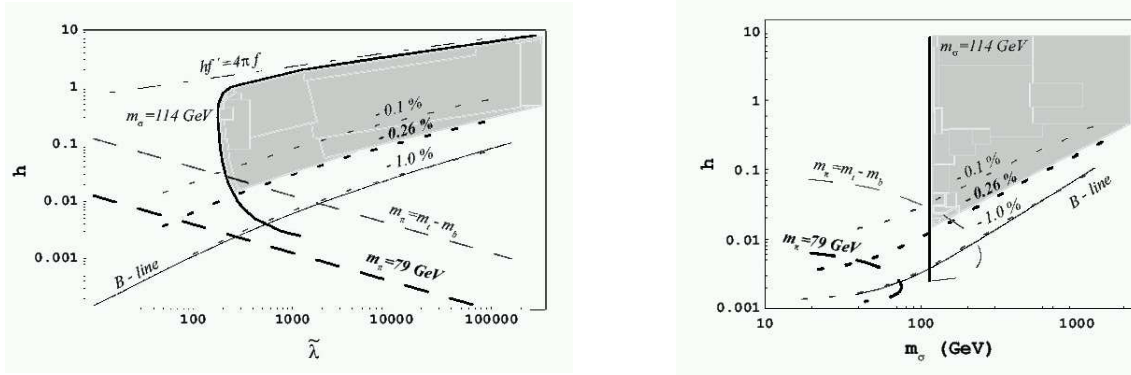 10
1
0.1
0.01
0.001
h
hf'=4πf
m_σ=114 GeV
-0.1 %
-0.26 %
-1.0 %
m_π=m_t-m_b
m_π=79 GeV
B - line
100
1000
10000
100000
λ̃
10
1
0.1
0.01
0.001
h
m_σ=114 GeV
-0.1 %
-0.26 %
-1.0 %
m_π=m_t-m_b
m_π=79 GeV
B - line
10
100
1000
m_σ (GeV)